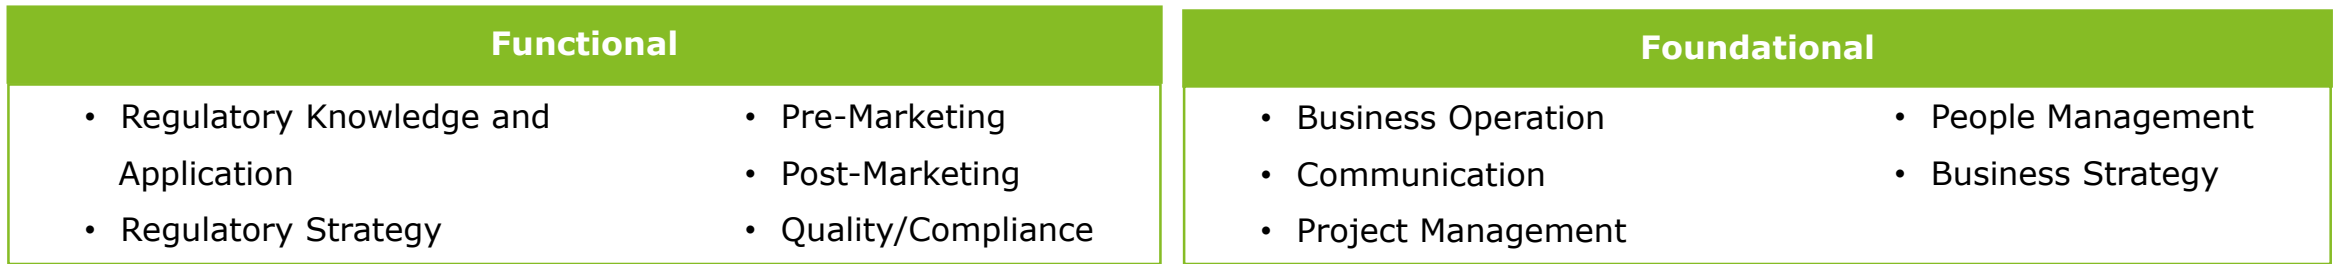 Functional
• Regulatory Knowledge and
Application
• Regulatory Strategy
• Pre-Marketing
• Post-Marketing
• Quality/Compliance
Foundational
• Business Operation
• Communication
• Project Management
• People Management
• Business Strategy